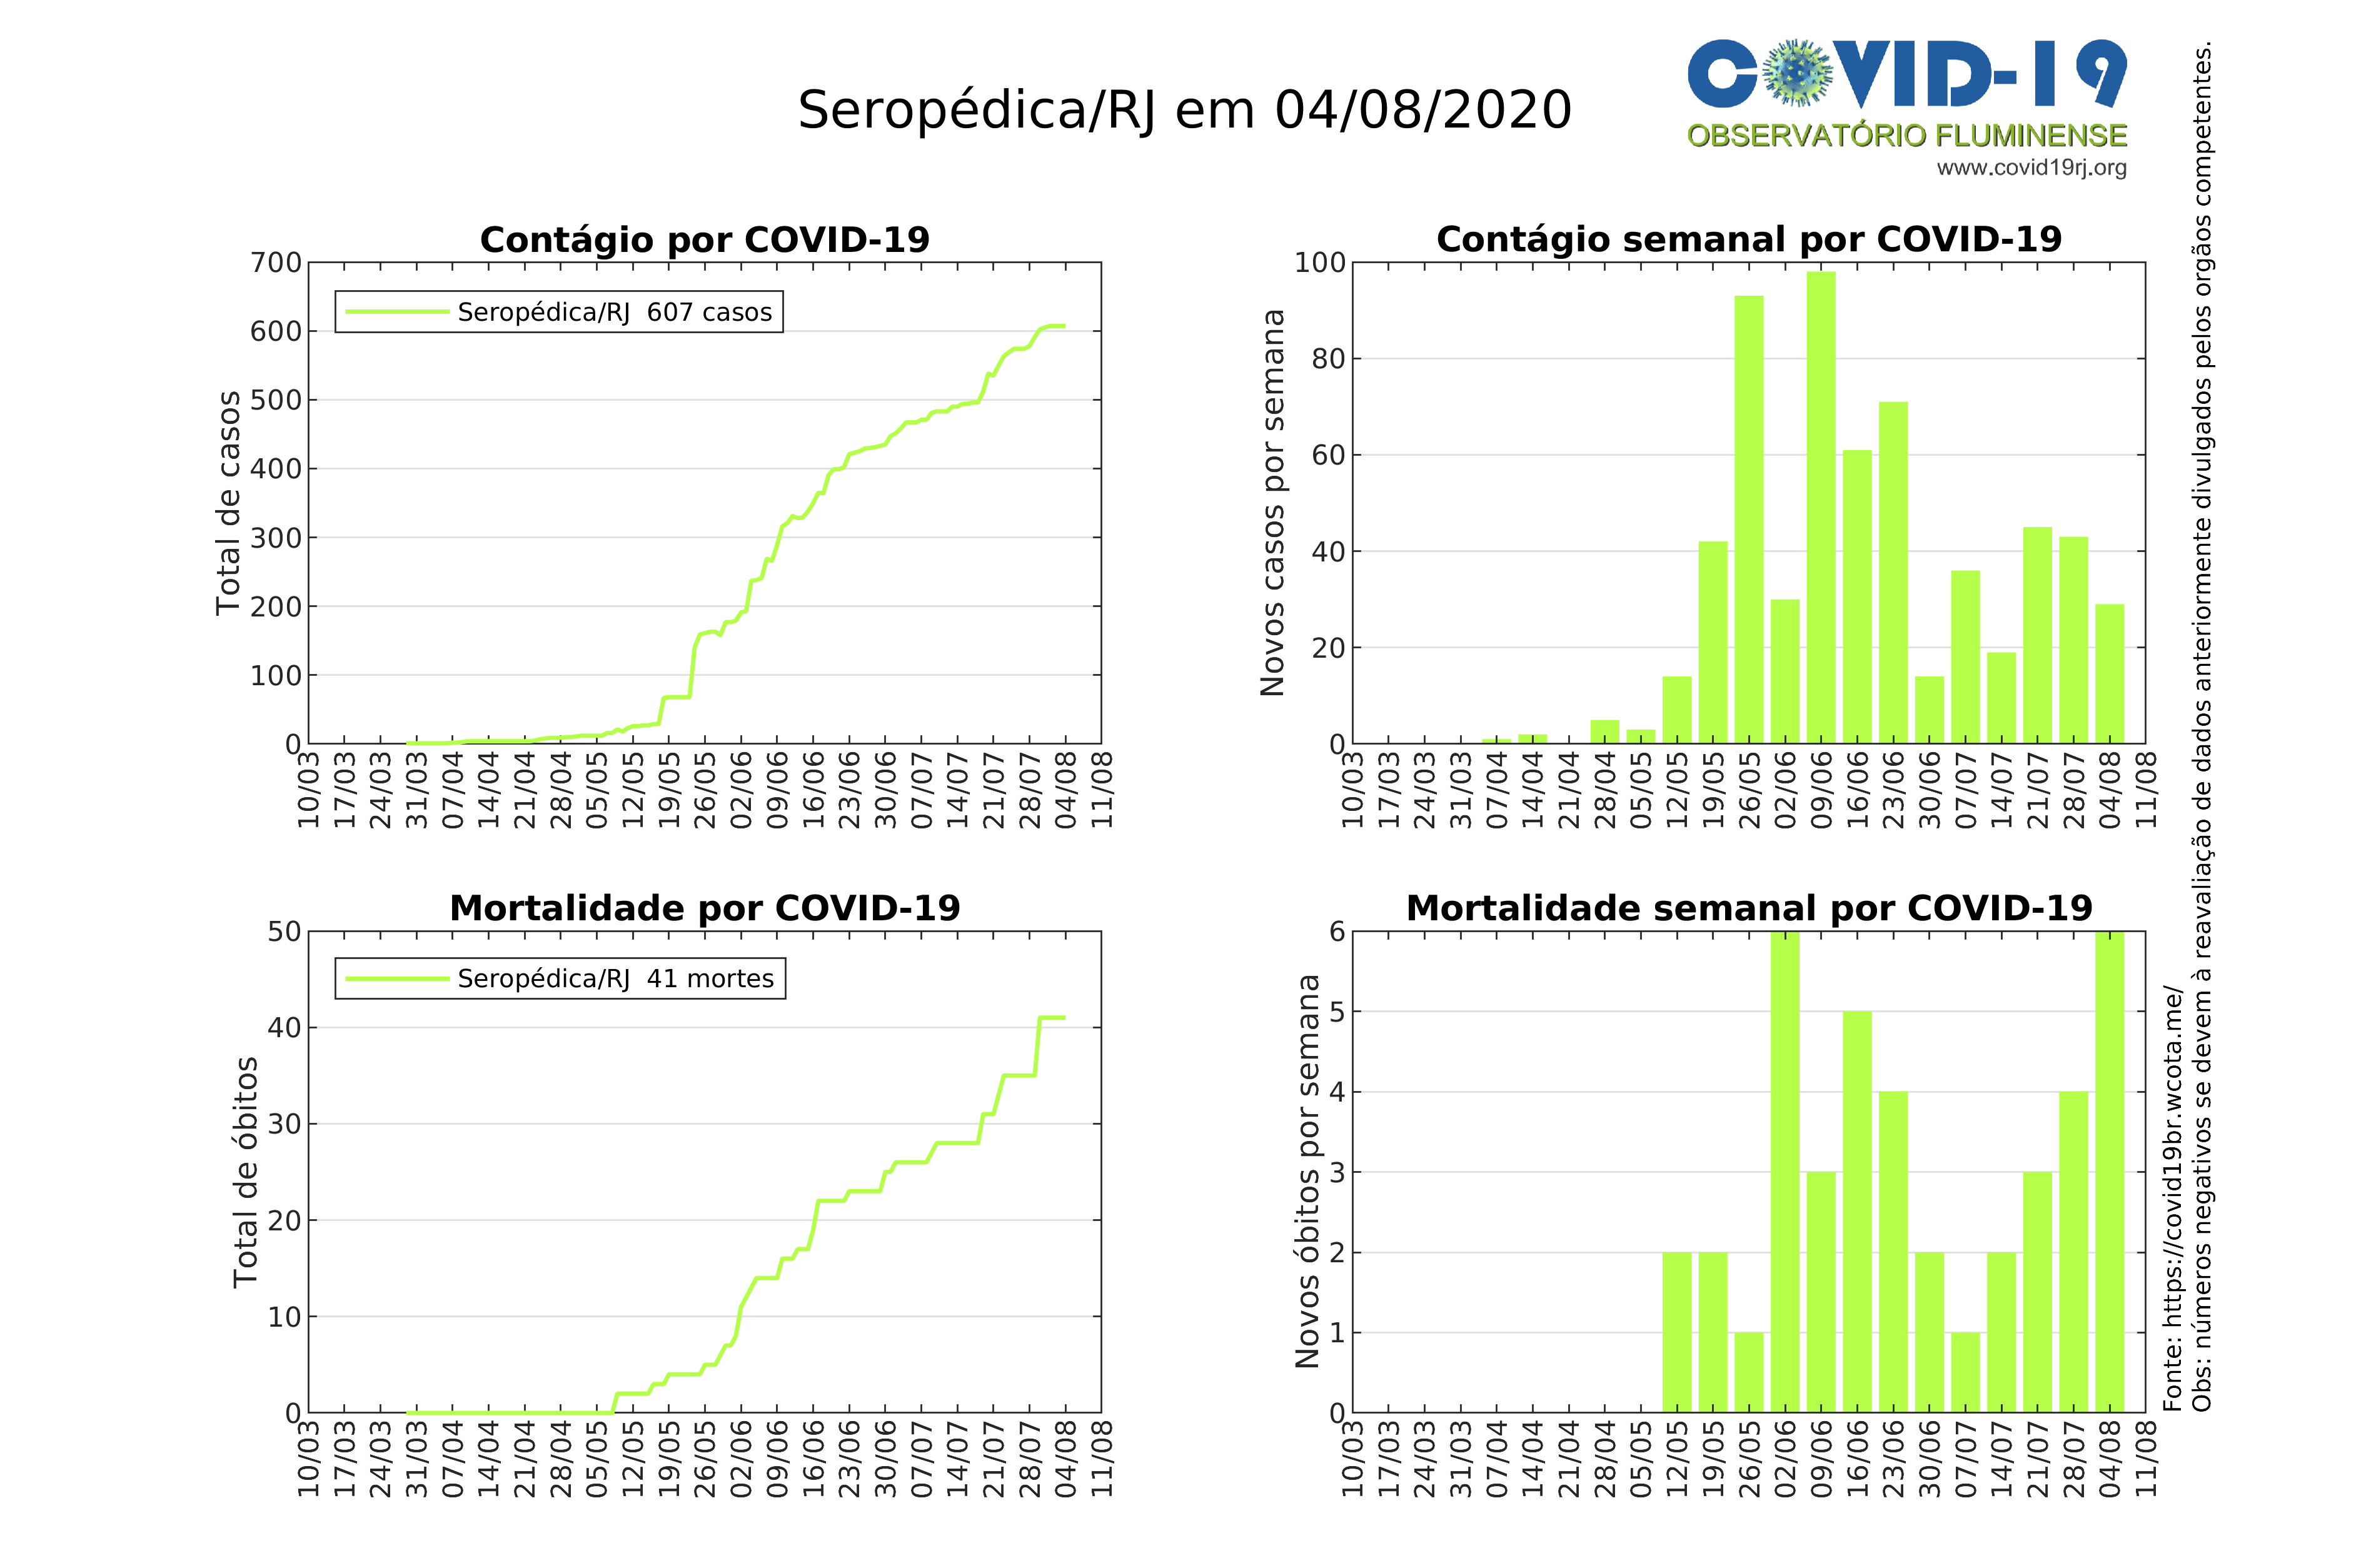 Seropédica/RJ em 04/08/2020
COVID-19
OBSERVATÓRIO FLUMINENSE
www.covid19rj.org
Contágio por COVID-19
Total de casos
700
600
500
400
300
200
100
0
Seropédica/RJ 607 casos
10/03 17/03 24/03 31/03 07/04 14/04 21/04 28/04 05/05 12/05 19/05 26/05 02/06 09/06 16/06 23/06 30/06 07/07 14/07 21/07 28/07 04/08 11/08
Contágio semanal por COVID-19
Novos casos por semana
100
80
60
40
20
0
10/03 17/03 24/03 31/03 07/04 14/04 21/04 28/04 05/05 12/05 19/05 26/05 02/06 09/06 16/06 23/06 30/06 07/07 14/07 21/07 28/07 04/08 11/08
Mortalidade por COVID-19
Total de óbitos
50
40
30
20
10
0
Seropédica/RJ 41 mortes
10/03 17/03 24/03 31/03 07/04 14/04 21/04 28/04 05/05 12/05 19/05 26/05 02/06 09/06 16/06 23/06 30/06 07/07 14/07 21/07 28/07 04/08 11/08
Mortalidade semanal por COVID-19
Novos óbitos por semana
6
5
4
3
2
1
0
10/03 17/03 24/03 31/03 07/04 14/04 21/04 28/04 05/05 12/05 19/05 26/05 02/06 09/06 16/06 23/06 30/06 07/07 14/07 21/07 28/07 04/08 11/08
Fonte: https://covid19br.wcota.me/
Obs: números negativos se devem à reavaliação de dados anteriormente divulgados pelos orgãos competentes.